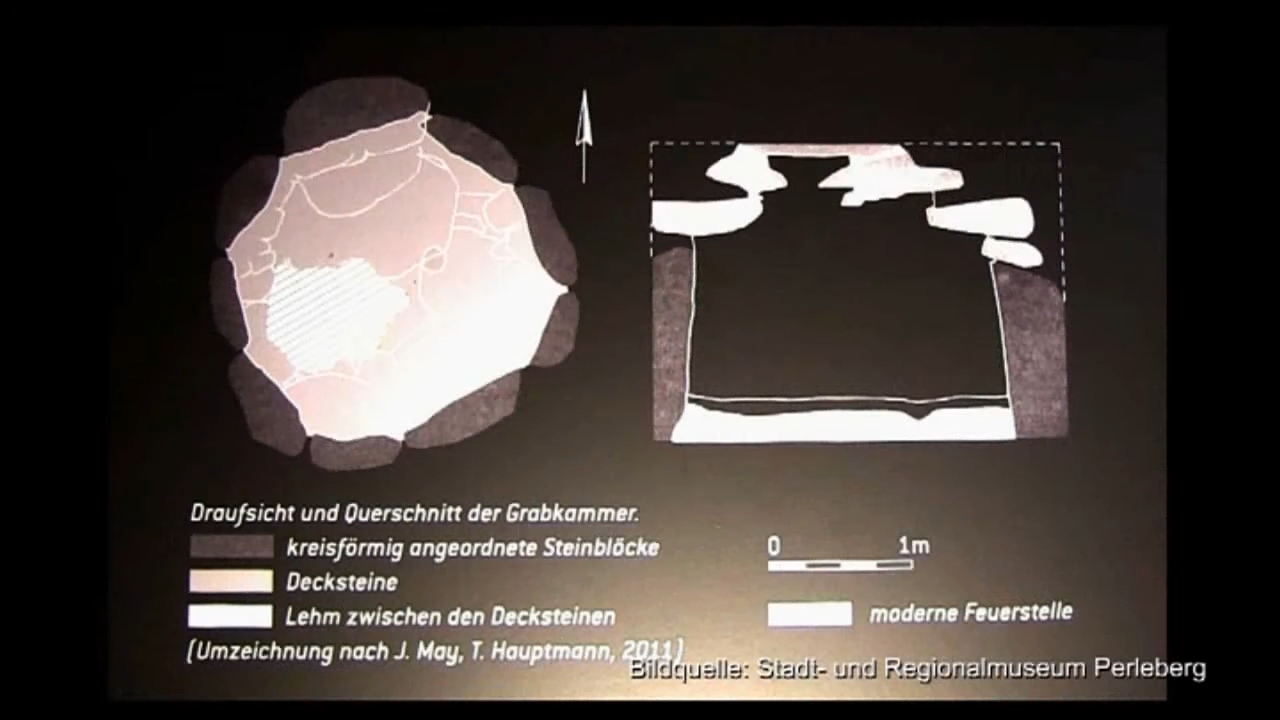 Draufsicht und Querschnitt der Grabkammer.
kreisförmig angeordnete Steinblöcke
Decksteine
Lehm zwischen den Decksteinen
(Umzeichnung nach J. May, T. Hauptmann, 2011)
0 1m
moderne Feuerstelle
Bildquelle: Stadt- und Regionalmuseum Perleberg